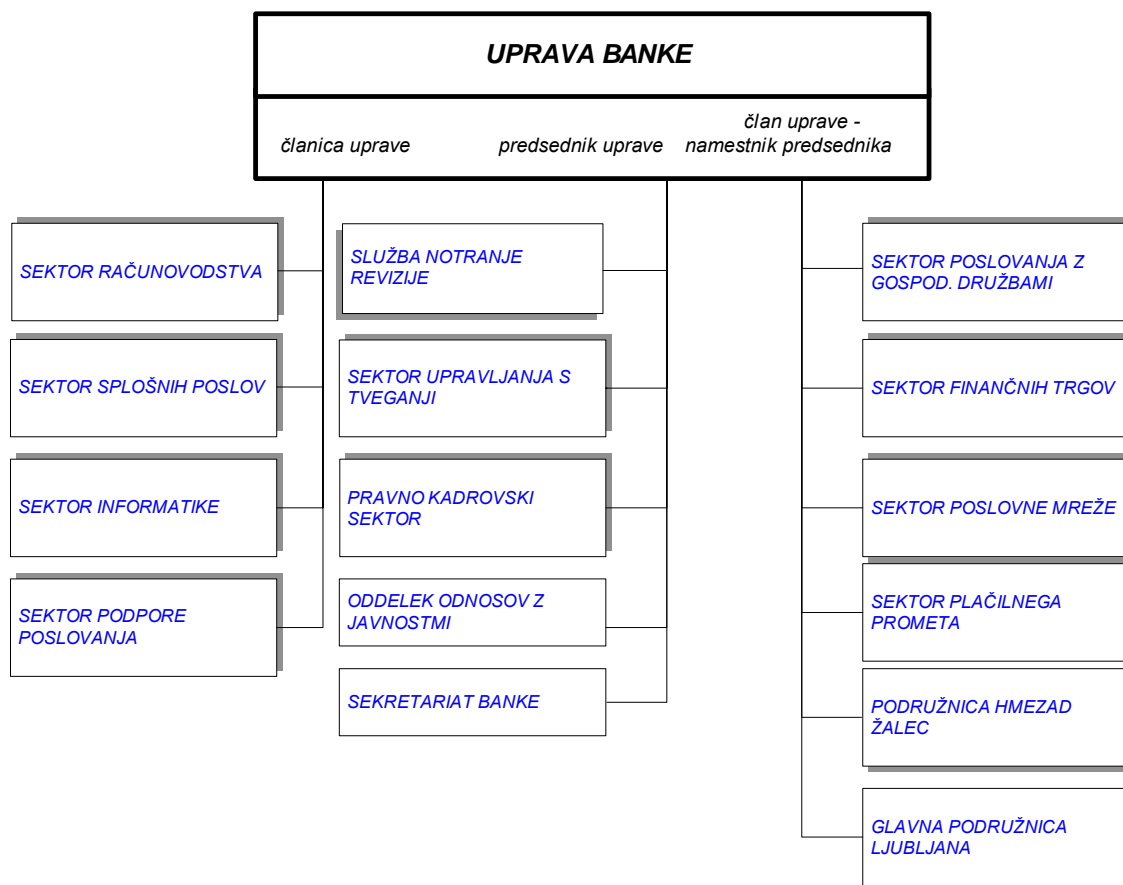 UPRAVA BANKE
članica uprave
predsednik uprave
član uprave -
namestnik predsednika
SEKTOR RAČUNOVODSTVA
SEKTOR SPLOŠNIH POSLOV
SEKTOR INFORMATIKE
SEKTOR PODPORE
POSLOVANJA
SLUŽBA NOTRANJE
REVIZIJE
SEKTOR UPRAVLJANJA S
TVEGANJI
PRAVNO KADROVSKI
SEKTOR
ODDELEK ODNOSOV Z
JAVNOSTMI
SEKRETARIAT BANKE
SEKTOR POSLOVANJA Z
GOSPOD. DRUŽBAMI
SEKTOR FINANČNIH TRGOV
SEKTOR POSLOVNE MREŽE
SEKTOR PLAČILNEGA
PROMETA
PODRUŽNICA HMEZAD
ŽALEC
GLAVNA PODRUŽNICA
LJUBLJANA